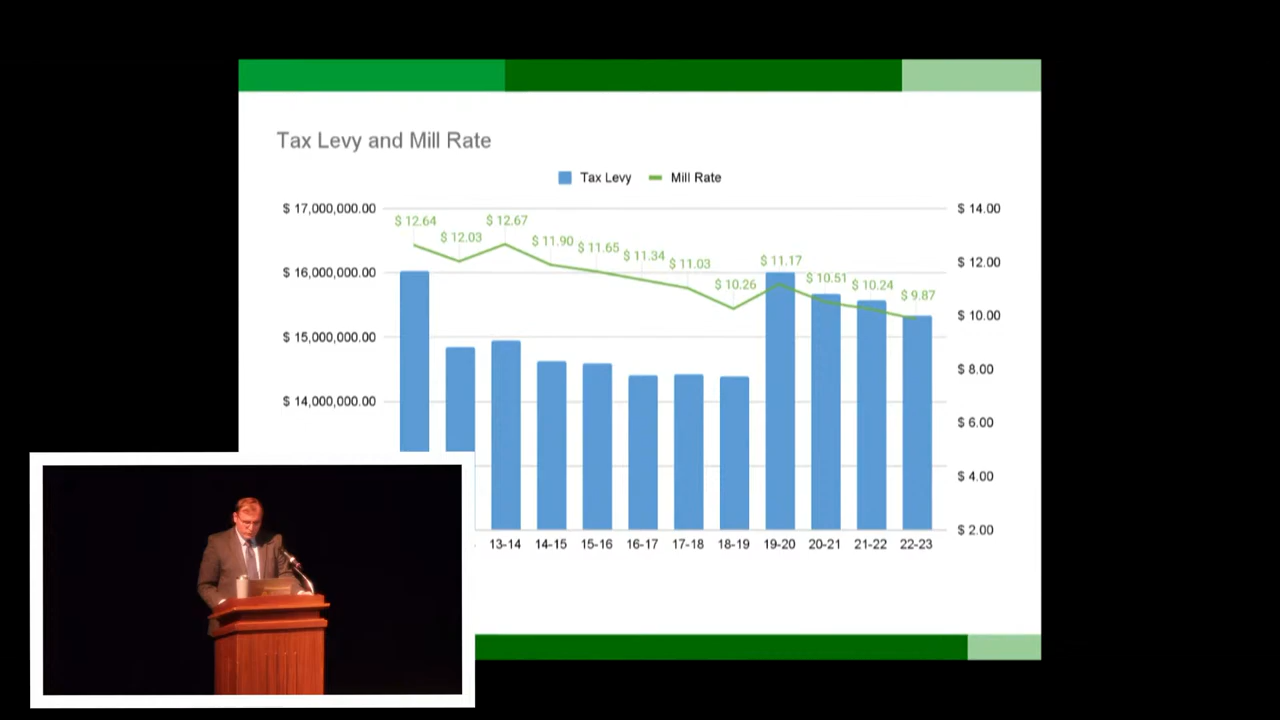 Tax Levy and Mill Rate
Tax Levy Mill Rate
$ 17,000,000.00 $ 14.00
$ 12.64 $ 12.03 $ 12.67 $ 11.90 $ 11.65 $ 11.34 $ 11.03 $ 10.26 $ 11.17 $ 10.51 $ 10.24 $ 9.87
$ 16,000,000.00 $ 12.00
$ 15,000,000.00 $ 10.00
$ 14,000,000.00 $ 8.00
$ 6.00
$ 4.00
$ 2.00
13-14 14-15 15-16 16-17 17-18 18-19 19-20 20-21 21-22 22-23